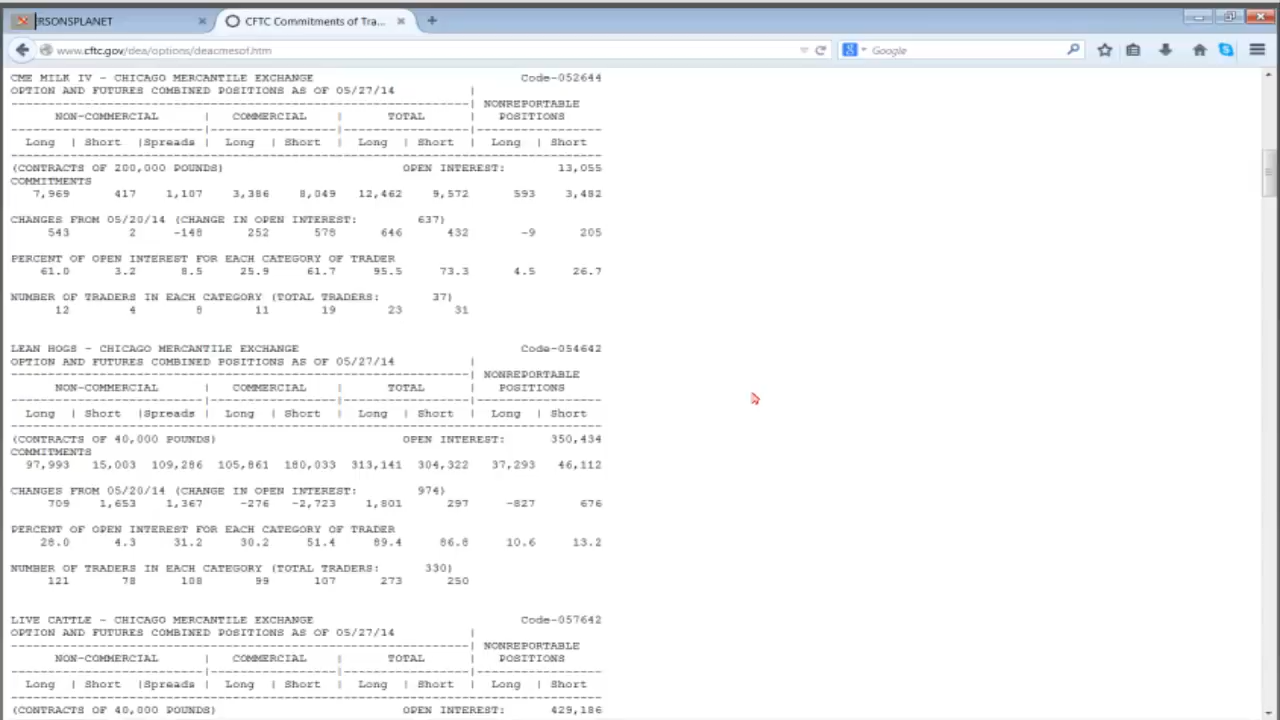 RSONSPLANET
CFTC Commitments of Tra...
www.cftc.gov/dea/options/deacmesof.htm
Google
CME MILK IV - CHICAGO MERCANTILE EXCHANGE Code-052644
OPTION AND FUTURES COMBINED POSITIONS AS OF 05/27/14 |
--------------------------------------------------------------| NONREPORTABLE
NON-COMMERCIAL | COMMERCIAL | TOTAL | POSITIONS
--------------------------|------------------|------------------|-----------------
Long | Short |Spreads | Long | Short | Long | Short | Long | Short
--------------------------------------------------------------------------------
(CONTRACTS OF 200,000 POUNDS) OPEN INTEREST: 13,055
COMMITMENTS
7,969 417 1,107 3,386 8,049 12,462 9,572 593 3,482
CHANGES FROM 05/20/14 (CHANGE IN OPEN INTEREST: 637)
543 2 -148 252 578 646 432 -9 205
PERCENT OF OPEN INTEREST FOR EACH CATEGORY OF TRADER
61.0 3.2 8.5 25.9 61.7 95.5 73.3 4.5 26.7
NUMBER OF TRADERS IN EACH CATEGORY (TOTAL TRADERS: 37)
12 4 8 11 19 23 31
LEAN HOGS - CHICAGO MERCANTILE EXCHANGE Code-054642
OPTION AND FUTURES COMBINED POSITIONS AS OF 05/27/14 |
--------------------------------------------------------------| NONREPORTABLE
NON-COMMERCIAL | COMMERCIAL | TOTAL | POSITIONS
--------------------------|------------------|------------------|-----------------
Long | Short |Spreads | Long | Short | Long | Short | Long | Short
--------------------------------------------------------------------------------
(CONTRACTS OF 40,000 POUNDS) OPEN INTEREST: 350,434
COMMITMENTS
97,993 15,003 109,286 105,861 180,033 313,141 304,322 37,293 46,112
CHANGES FROM 05/20/14 (CHANGE IN OPEN INTEREST: 974)
709 1,653 1,367 -276 -2,723 1,801 297 -827 676
PERCENT OF OPEN INTEREST FOR EACH CATEGORY OF TRADER
28.0 4.3 31.2 30.2 51.4 89.4 86.8 10.6 13.2
NUMBER OF TRADERS IN EACH CATEGORY (TOTAL TRADERS: 330)
121 78 108 99 107 273 250
LIVE CATTLE - CHICAGO MERCANTILE EXCHANGE Code-057642
OPTION AND FUTURES COMBINED POSITIONS AS OF 05/27/14 |
--------------------------------------------------------------| NONREPORTABLE
NON-COMMERCIAL | COMMERCIAL | TOTAL | POSITIONS
--------------------------|------------------|------------------|-----------------
Long | Short |Spreads | Long | Short | Long | Short | Long | Short
--------------------------------------------------------------------------------
(CONTRACTS OF 40,000 POUNDS) OPEN INTEREST: 429,186